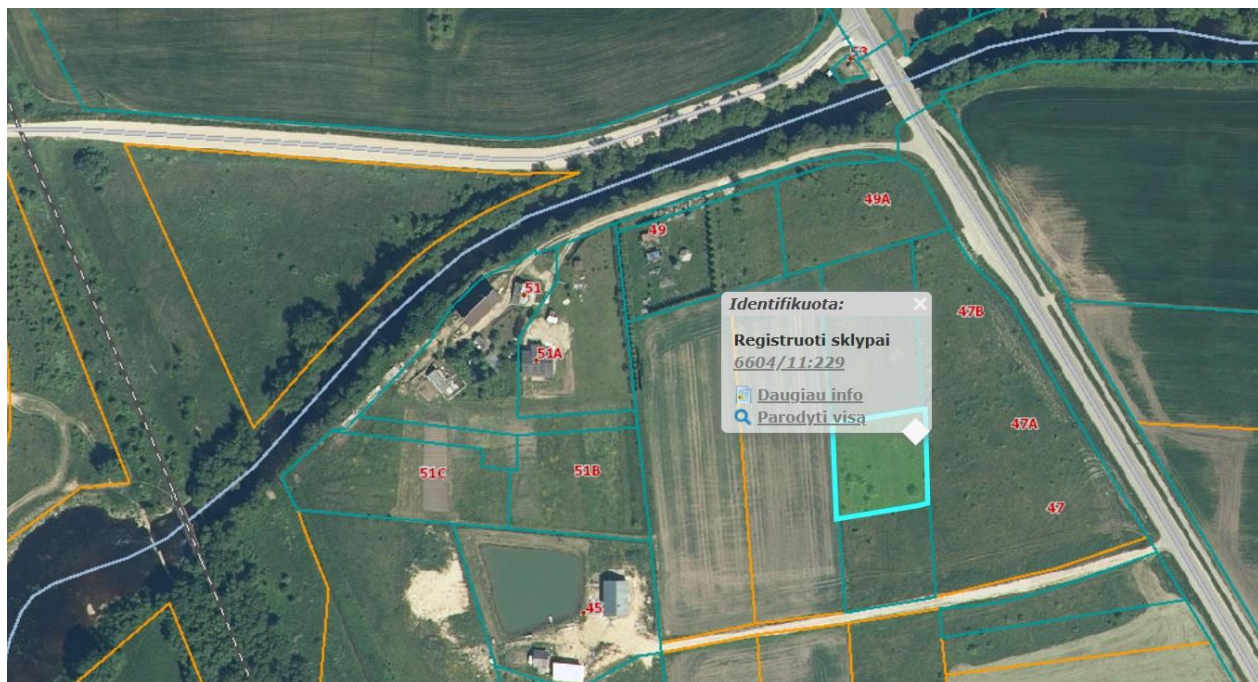 53
49A
49
51
Identifikuota:
47B
Registruoti sklypai
6604/11:229
51A
Daugiau info
Parodyti visą
47A
51C
51B
47
45